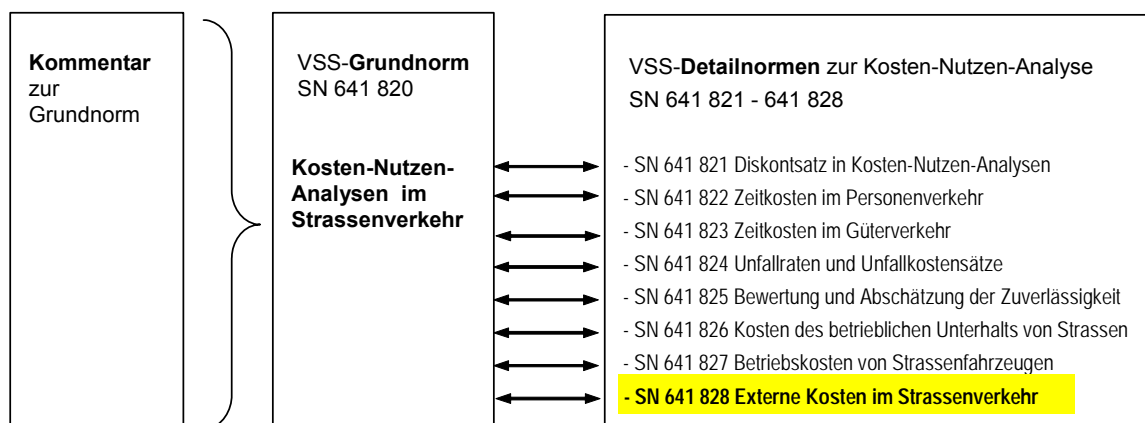 Kommentar
zur
Grundnorm
VSS-Grundnorm
SN 641 820
Kosten-Nutzen-
Analysen im
Strassenverkehr
VSS-Detailnormen zur Kosten-Nutzen-Analyse
SN 641 821 - 641 828
- SN 641 821 Diskontsatz in Kosten-Nutzen-Analysen
- SN 641 822 Zeitkosten im Personenverkehr
- SN 641 823 Zeitkosten im Güterverkehr
- SN 641 824 Unfallraten und Unfallkostensätze
- SN 641 825 Bewertung und Abschätzung der Zuverlässigkeit
- SN 641 826 Kosten des betrieblichen Unterhalts von Strassen
- SN 641 827 Betriebskosten von Strassenfahrzeugen
- SN 641 828 Externe Kosten im Strassenverkehr